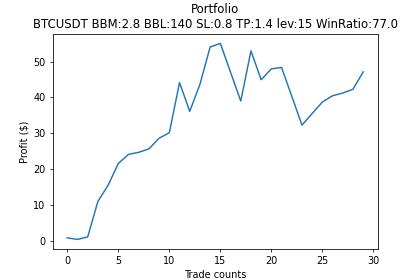 Portfolio
BTCUSDT BBM:2.8 BBL:140 SL:0.8 TP:1.4 lev:15 WinRatio:77.0
Profit ($)
50
40
30
20
10
0
0 5 10 15 20 25 30
Trade counts